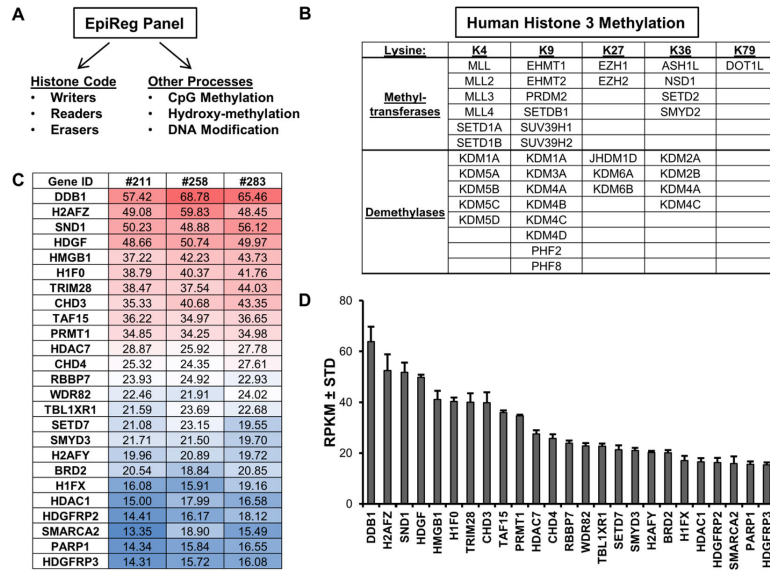 A
EpiReg Panel
Histone Code
• Writers
• Readers
• Erasers
Other Processes
• CpG Methylation
• Hydroxy-methylation
• DNA Modification
B
Human Histone 3 Methylation
Lysine: K4 K9 K27 K36 K79
Methyl-transferases
MLL EHMT1 EZH1 ASH1L DOT1L
MLL2 EHMT2 EZH2 NSD1
MLL3 PRDM2 SETD2
MLL4 SETDB1 SMYD2
SETD1A SUV39H1
SETD1B SUV39H2
Demethylases
KDM1A KDM1A JHDM1D KDM2A
KDM5A KDM3A KDM6A KDM2B
KDM5B KDM4A KDM6B KDM4A
KDM5C KDM4B KDM4C
KDM5D KDM4C
KDM4D
PHF2
PHF8
C
Gene ID #211 #258 #283
DDB1 57.42 68.78 65.46
H2AFZ 49.08 59.83 48.45
SND1 50.23 48.88 56.12
HDGF 48.66 50.74 49.97
HMGB1 37.22 42.23 43.73
H1F0 38.79 40.37 41.76
TRIM28 38.47 37.54 44.03
CHD3 35.33 40.68 43.35
TAF15 36.22 34.97 36.65
PRMT1 34.85 34.25 34.98
HDAC7 28.87 25.92 27.78
CHD4 25.32 24.35 27.61
RBBP7 23.93 24.92 22.93
WDR82 22.46 21.91 24.02
TBL1XR1 21.59 23.69 22.68
SETD7 21.08 23.15 19.55
SMYD3 21.71 21.50 19.70
H2AFY 19.96 20.89 19.72
BRD2 20.54 18.84 20.85
H1FX 16.08 15.91 19.16
HDAC1 15.00 17.99 16.58
HDGFRP2 14.41 16.17 18.12
SMARCA2 13.35 18.90 15.49
PARP1 14.34 15.84 16.55
HDGFRP3 14.31 15.72 16.08
D
RPKM ± STD
80
60
40
20
0
DDB1
H2AFZ
SND1
HDGF
HMGB1
H1F0
TRIM28
CHD3
TAF15
PRMT1
HDAC7
CHD4
RBBP7
WDR82
TBL1XR1
SETD7
SMYD3
H2AFY
BRD2
H1FX
HDAC1
HDGFRP2
SMARCA2
PARP1
HDGFRP3